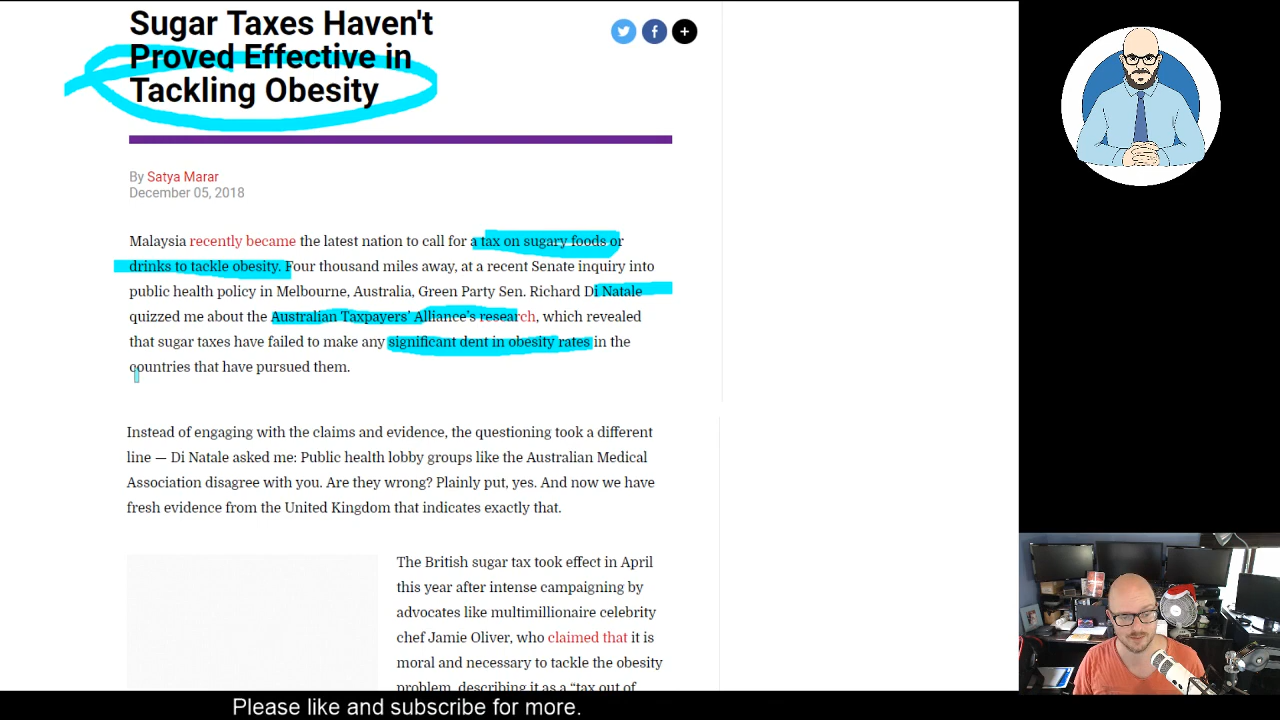 Sugar Taxes Haven't
Proved Effective in
Tackling Obesity
By Satya Marar
December 05, 2018
Malaysia recently became the latest nation to call for a tax on sugary foods or
drinks to tackle obesity. Four thousand miles away, at a recent Senate inquiry into
public health policy in Melbourne, Australia, Green Party Sen. Richard Di Natale
quizzed me about the Australian Taxpayers' Alliance's research, which revealed
that sugar taxes have failed to make any significant dent in obesity rates in the
countries that have pursued them.
Instead of engaging with the claims and evidence, the questioning took a different
line — Di Natale asked me: Public health lobby groups like the Australian Medical
Association disagree with you. Are they wrong? Plainly put, yes. And now we have
fresh evidence from the United Kingdom that indicates exactly that.
The British sugar tax took effect in April
this year after intense campaigning by
advocates like multimillionaire celebrity
chef Jamie Oliver, who claimed that it is
moral and necessary to tackle the obesity
problem, describing it as a “tax out of
Please like and subscribe for more.